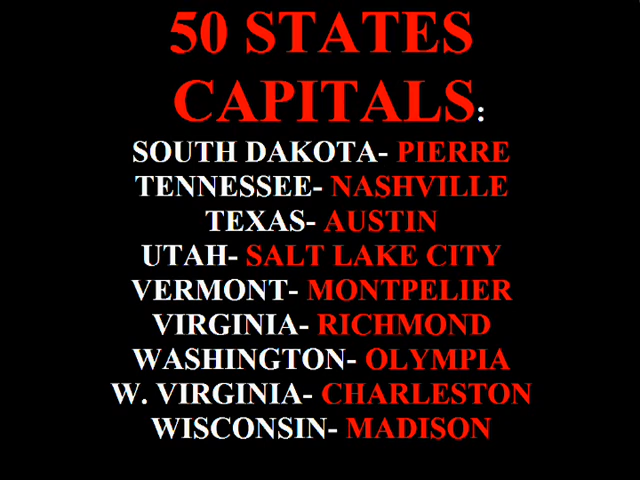 50 STATES
CAPITALS:
SOUTH DAKOTA- PIERRE
TENNESSEE- NASHVILLE
TEXAS- AUSTIN
UTAH- SALT LAKE CITY
VERMONT- MONTPELIER
VIRGINIA- RICHMOND
WASHINGTON- OLYMPIA
W. VIRGINIA- CHARLESTON
WISCONSIN- MADISON